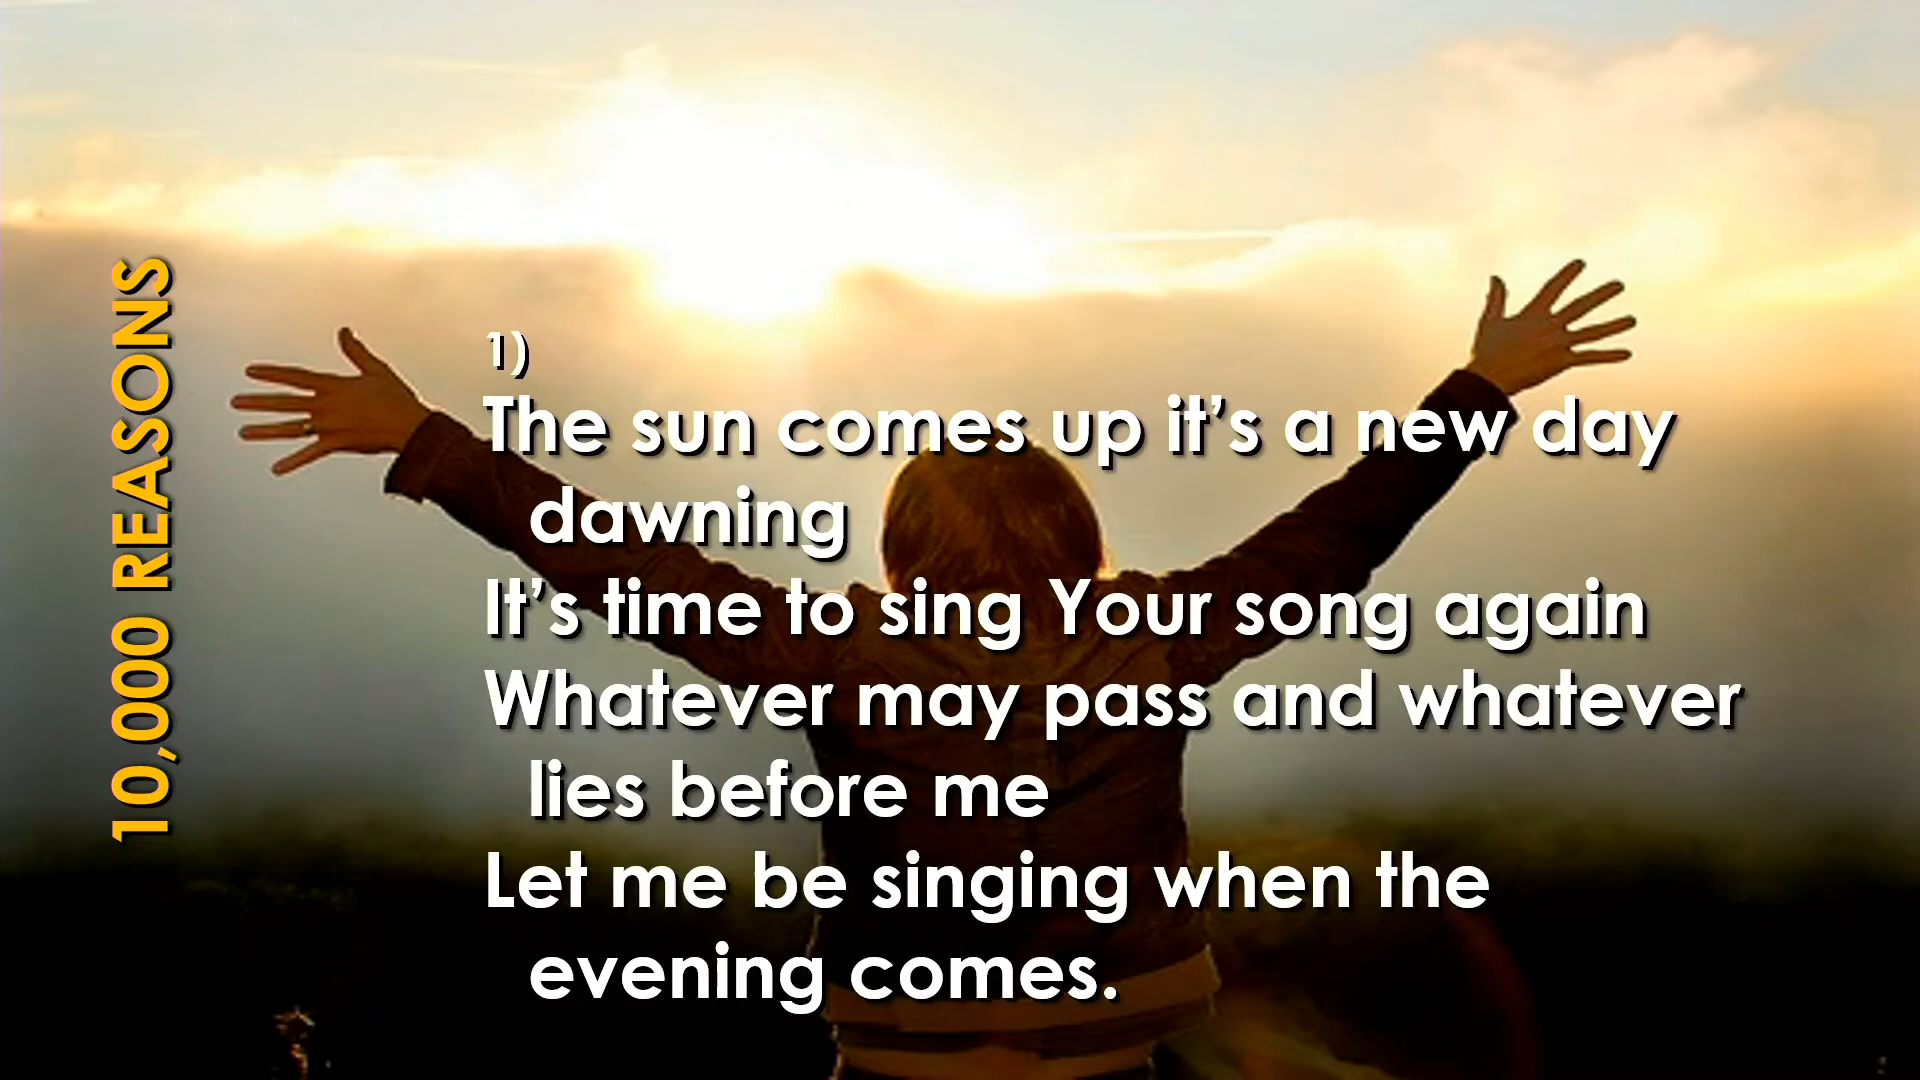 10,000 REASONS
1)
The sun comes up it’s a new day
dawning
It’s time to sing Your song again
Whatever may pass and whatever
lies before me
Let me be singing when the
evening comes.